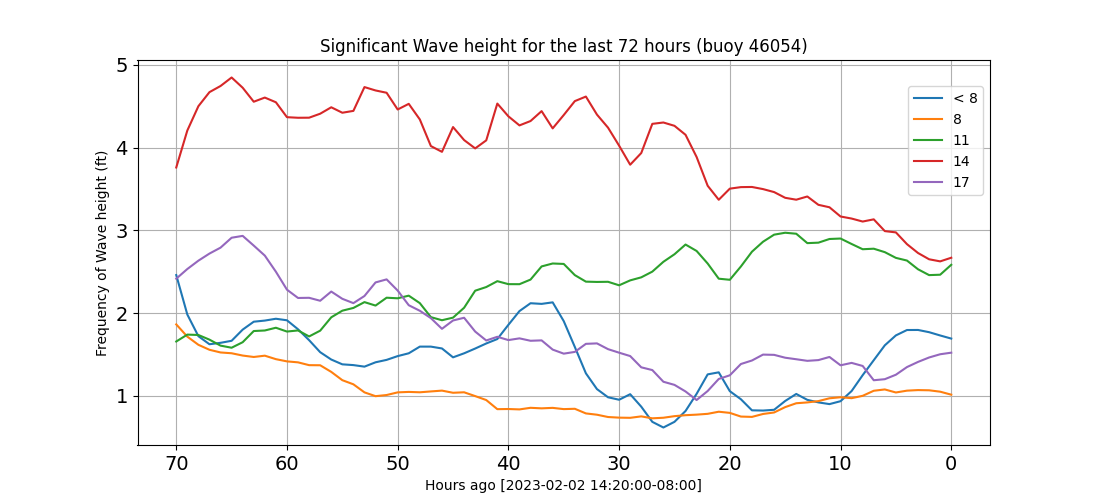 Significant Wave height for the last 72 hours (buoy 46054)
Frequency of Wave height (ft)
5
4
3
2
1
< 8
8
11
14
17
70 60 50 40 30 20 10 0
Hours ago [2023-02-02 14:20:00-08:00]